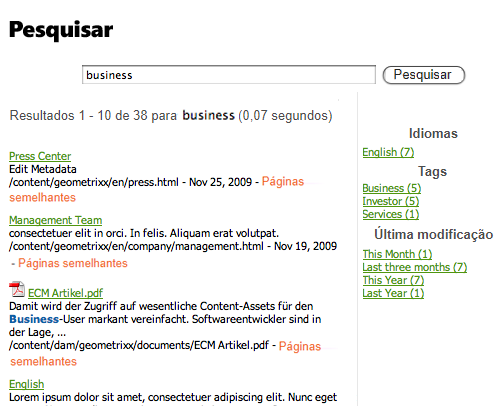 Pesquisar
business
Pesquisar
Resultados 1 - 10 de 38 para business (0,07 segundos)
Press Center
Edit Metadata
/content/geometrixx/en/press.html - Nov 25, 2009 - Páginas
semelhantes
Management Team
consectetuer elit in orci. In felis. Aliquam erat volutpat.
/content/geometrixx/en/company/management.html - Nov 19, 2009
- Páginas semelhantes
ECM Artikel.pdf
Damit wird der Zugriff auf wesentliche Content-Assets für den
Business-User markant vereinfacht. Softwareentwickler sind in
der Lage, ...
/content/dam/geometrixx/documents/ECM Artikel.pdf - Páginas
semelhantes
English
Lorem ipsum dolor sit amet, consectetuer adipiscing elit. Nunc eget
Idiomas
English (7)
Tags
Business (5)
Investor (5)
Services (1)
Última modificação
This Month (1)
Last three months (7)
This Year (7)
Last Year (1)